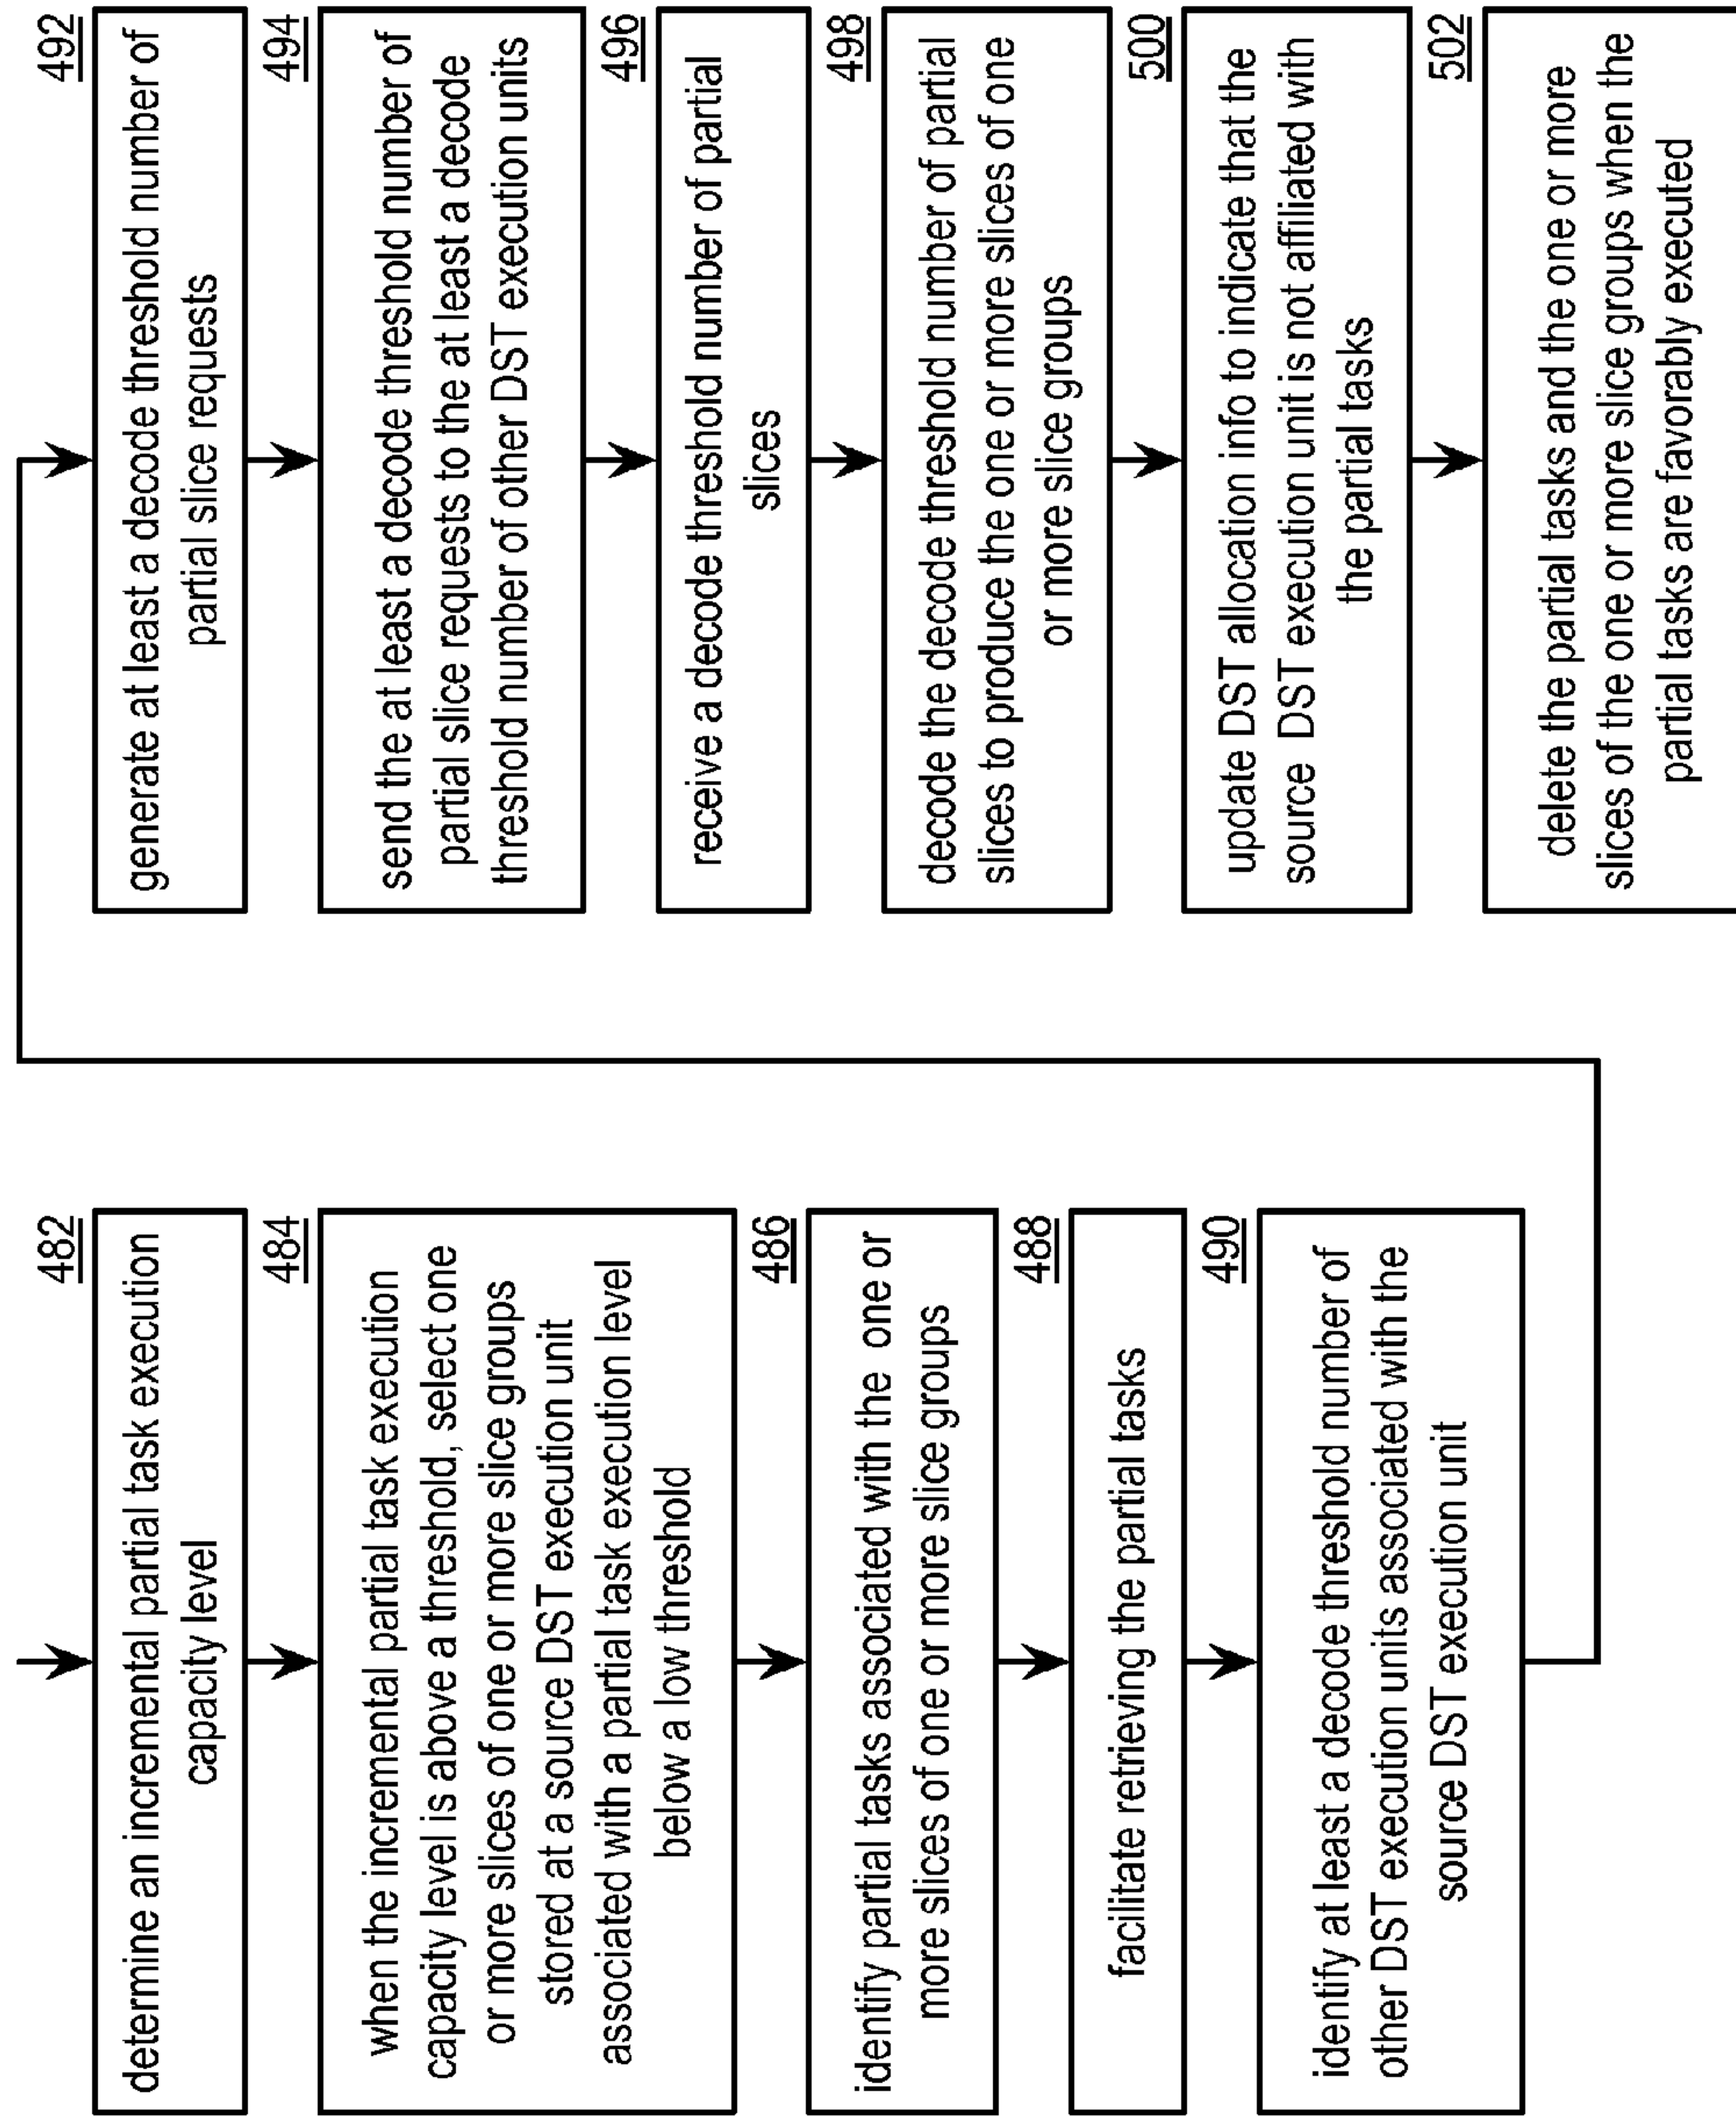 482
determine an incremental partial task execution
capacity level
484
when the incremental partial task execution
capacity level is above a threshold, select one
or more slices of one or more slice groups
stored at a source DST execution unit
associated with a partial task execution level
below a low threshold
486
identify partial tasks associated with the one or
more slices of one or more slice groups
488
facilitate retrieving the partial tasks
490
identify at least a decode threshold number of
other DST execution units associated with the
source DST execution unit
492
generate at least a decode threshold number of
partial slice requests
494
send the at least a decode threshold number of
partial slice requests to the at least a decode
threshold number of other DST execution units
496
receive a decode threshold number of partial
slices
498
decode the decode threshold number of partial
slices to produce the one or more slices of one
or more slice groups
500
update DST allocation info to indicate that the
source DST execution unit is not affiliated with
the partial tasks
502
delete the partial tasks and the one or more
slices of the one or more slice groups when the
partial tasks are favorably executed